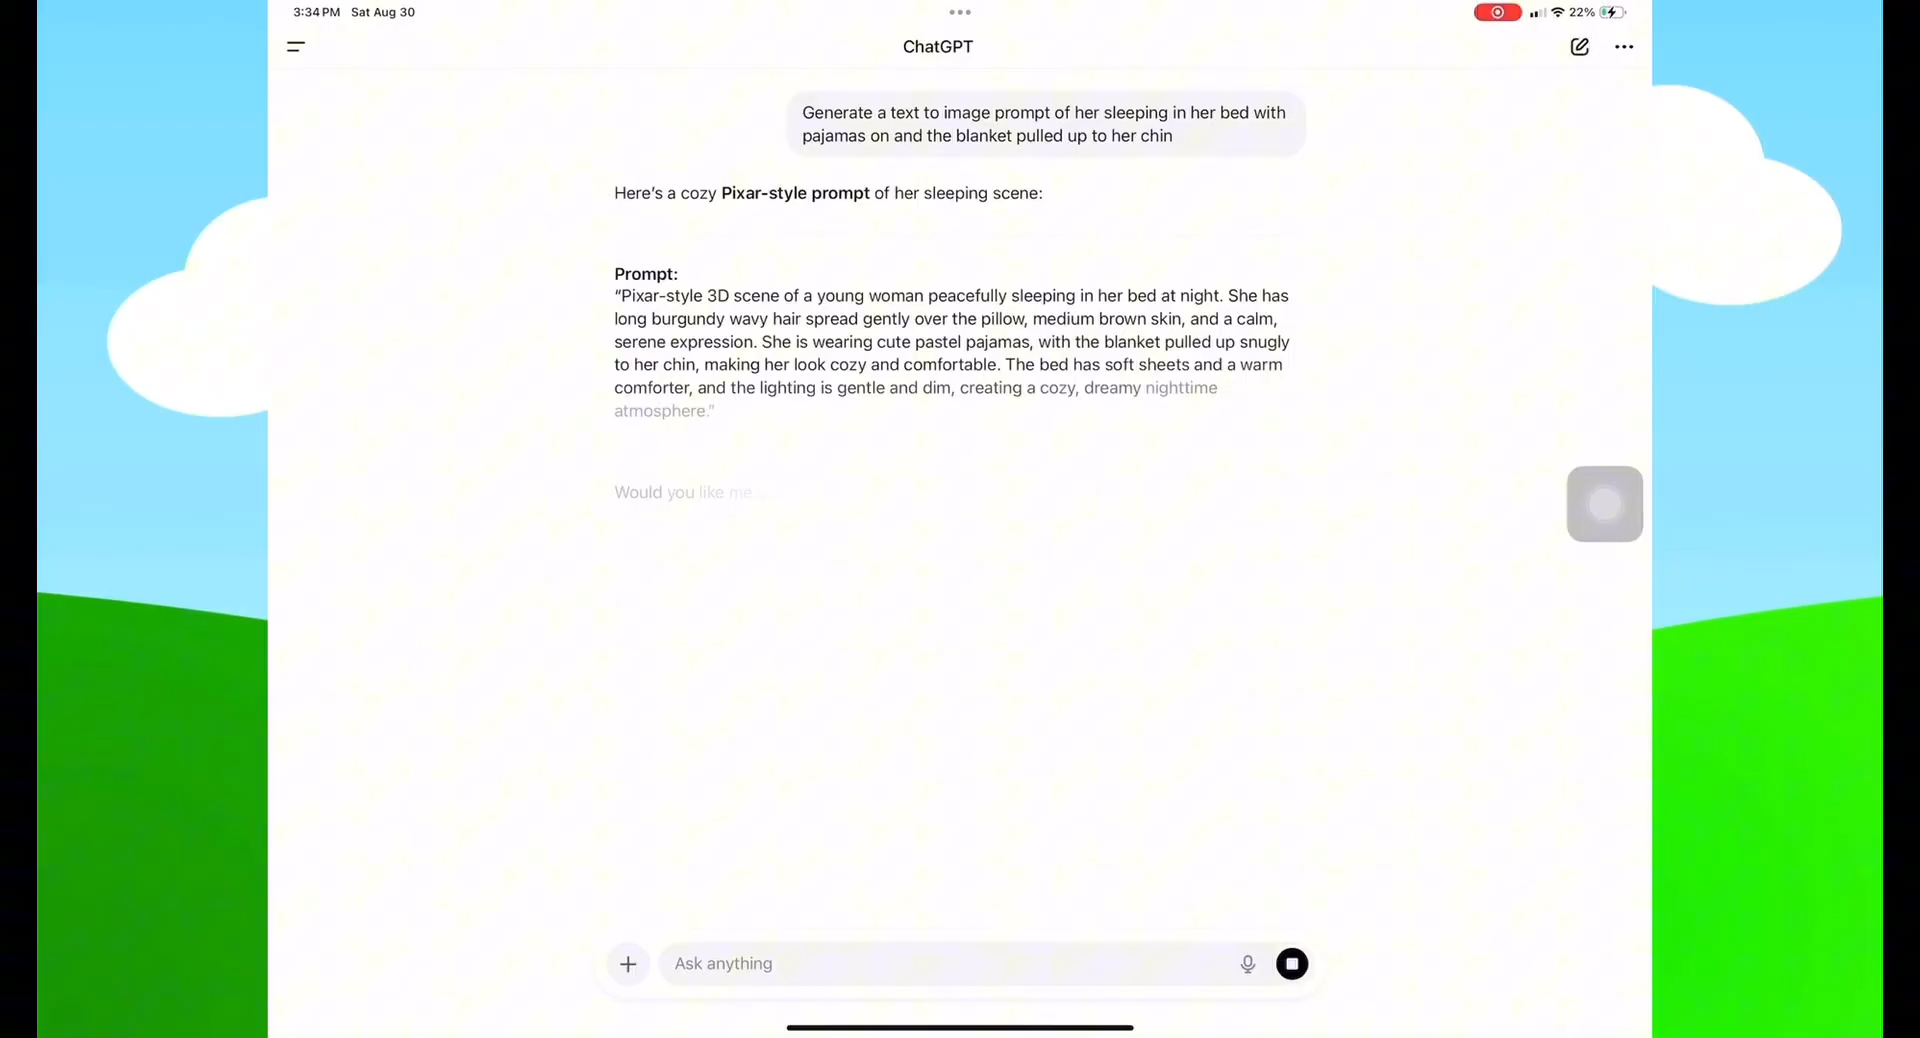 3:34 PM Sat Aug 30
22%
ChatGPT
Generate a text to image prompt of her sleeping in her bed with
pajamas on and the blanket pulled up to her chin
Here's a cozy Pixar-style prompt of her sleeping scene:
Prompt:
"Pixar-style 3D scene of a young woman peacefully sleeping in her bed at night. She has
long burgundy wavy hair spread gently over the pillow, medium brown skin, and a calm,
serene expression. She is wearing cute pastel pajamas, with the blanket pulled up snugly
to her chin, making her look cozy and comfortable. The bed has soft sheets and a warm
comforter, and the lighting is gentle and dim, creating a cozy, dreamy nighttime
atmosphere."
Would you like me
Ask anything